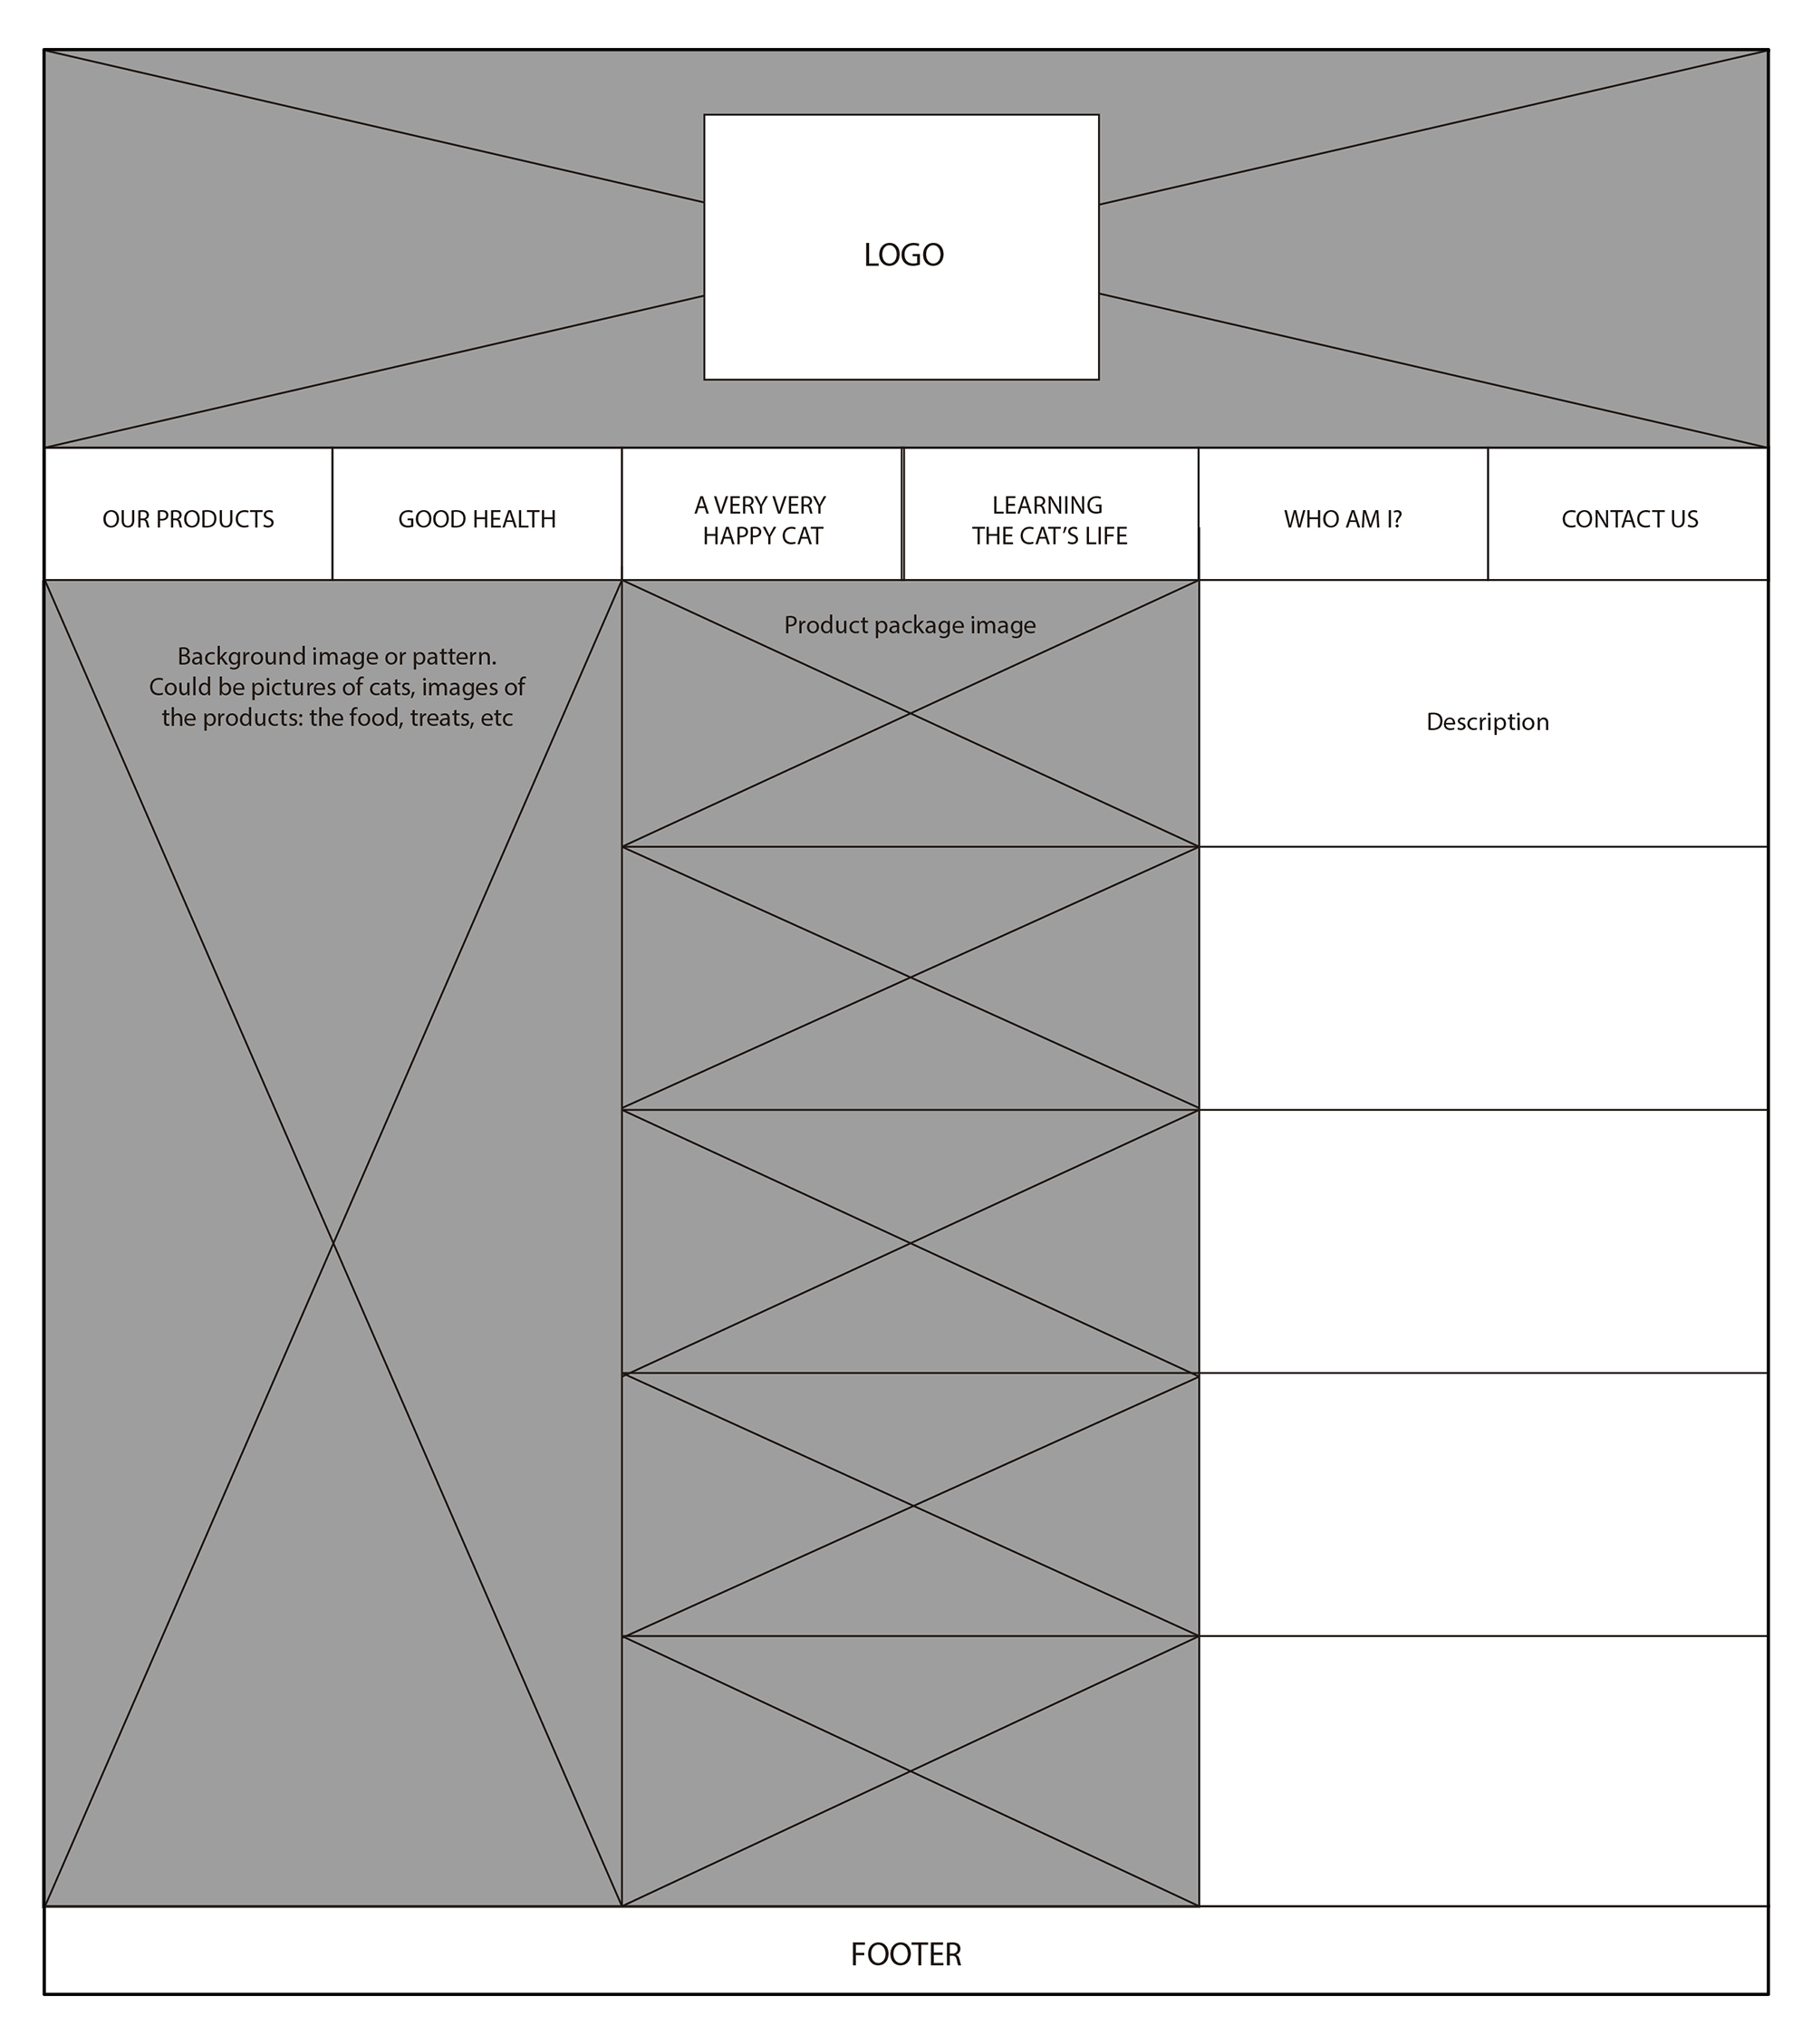 LOGO
OUR PRODUCTS
GOOD HEALTH
A VERY VERY
HAPPY CAT
LEARNING
THE CAT’S LIFE
WHO AM I?
CONTACT US
Background image or pattern.
Could be pictures of cats, images of
the products: the food, treats, etc
Product package image
Description
FOOTER